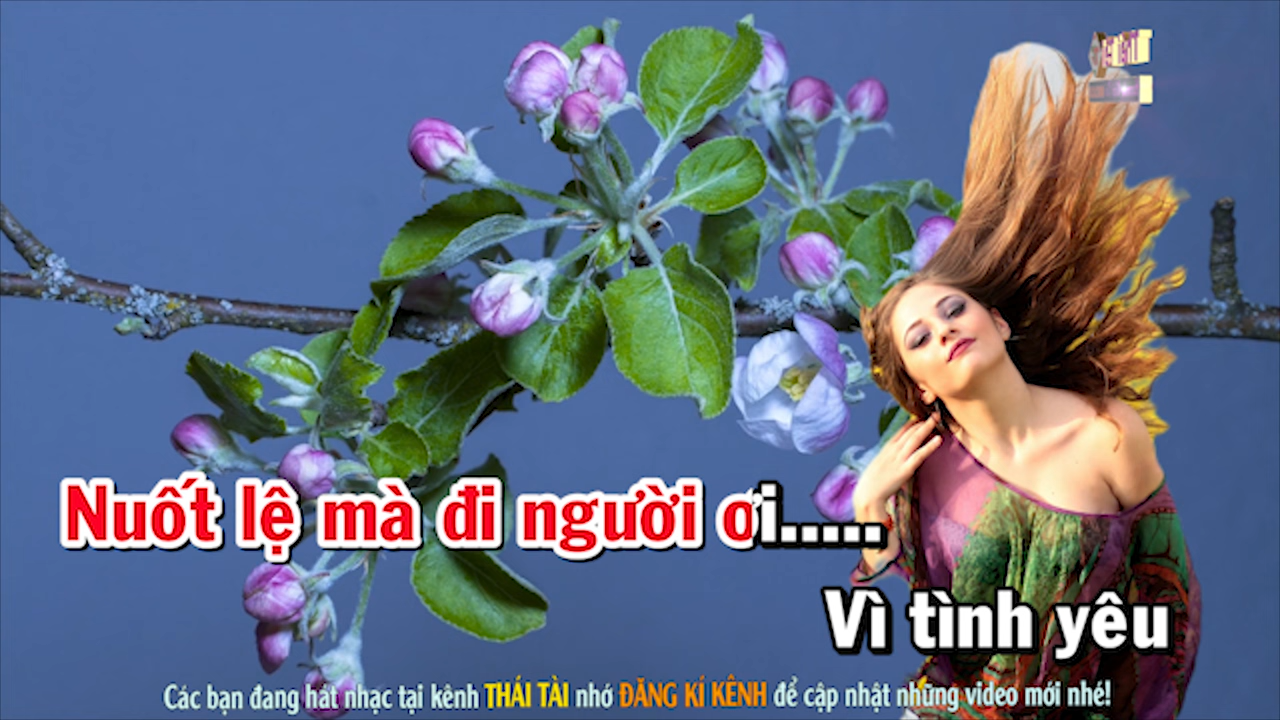 Nuốt lệ mà đi người ơi.....
Vì tình yêu
Các bạn đang hát nhạc tại kênh THÁI TÀI nhớ ĐĂNG KÍ KÊNH để cập nhật những video mới nhé!